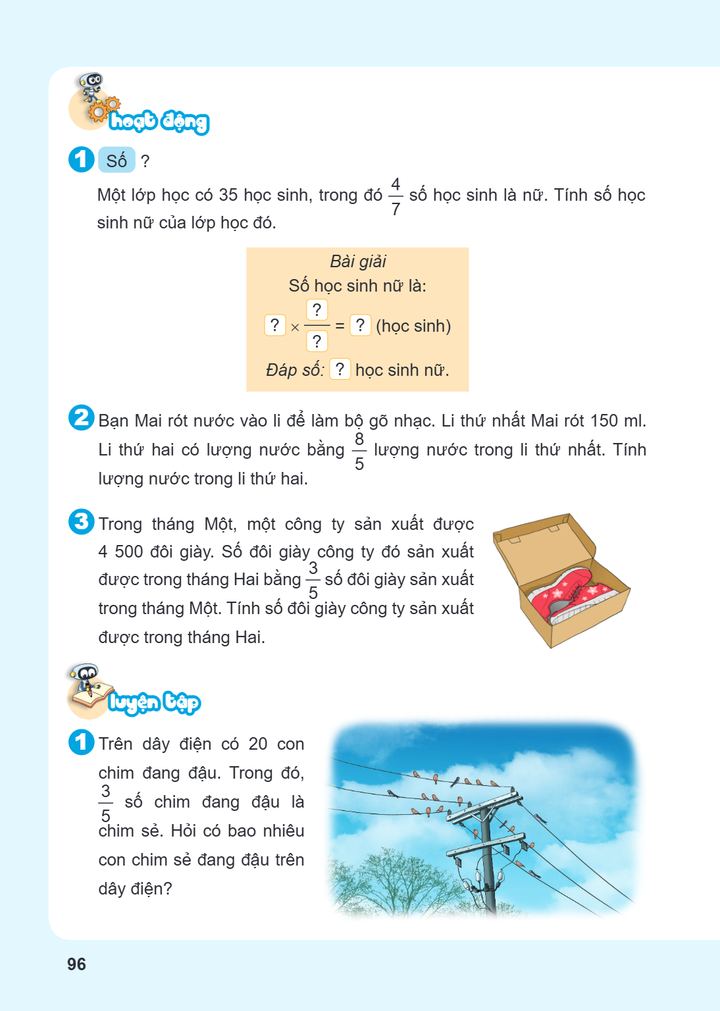 hoạt động
1 Số ?
Một lớp học có 35 học sinh, trong đó 4/7 số học sinh là nữ. Tính số học
sinh nữ của lớp học đó.
Bài giải
Số học sinh nữ là:
? × ?/? = ? (học sinh)
Đáp số: ? học sinh nữ.
2 Bạn Mai rót nước vào li để làm bộ gõ nhạc. Li thứ nhất Mai rót 150 ml.
Li thứ hai có lượng nước bằng 8/5 lượng nước trong li thứ nhất. Tính
lượng nước trong li thứ hai.
3 Trong tháng Một, một công ty sản xuất được
4 500 đôi giày. Số đôi giày công ty đó sản xuất
được trong tháng Hai bằng 3/5 số đôi giày sản xuất
trong tháng Một. Tính số đôi giày công ty sản xuất
được trong tháng Hai.
luyện tập
1 Trên dây điện có 20 con
chim đang đậu. Trong đó,
3/5 số chim đang đậu là
chim sẻ. Hỏi có bao nhiêu
con chim sẻ đang đậu trên
dây điện?
96